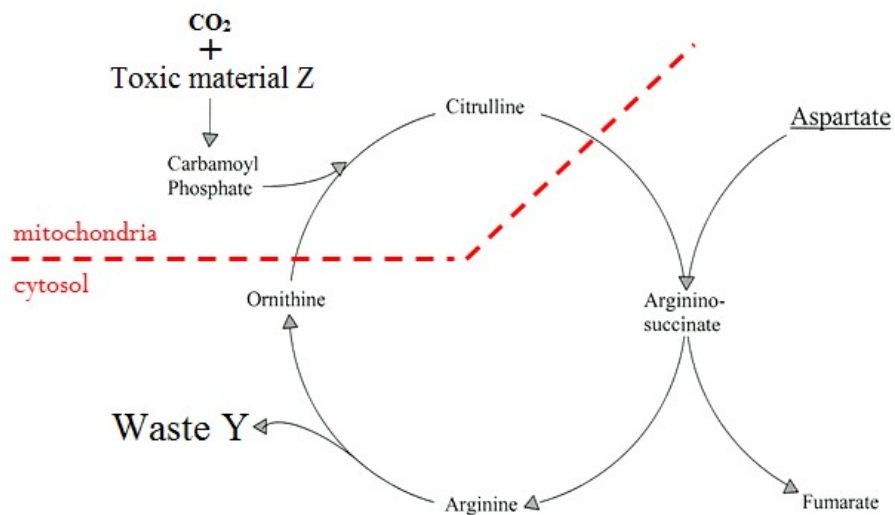 CO₂
+
Toxic material Z
Citrulline
Aspartate
Carbamoyl
Phosphate
mitochondria
cytosol
Ornithine
Arginino-
succinate
Waste Y
Arginine
Fumarate